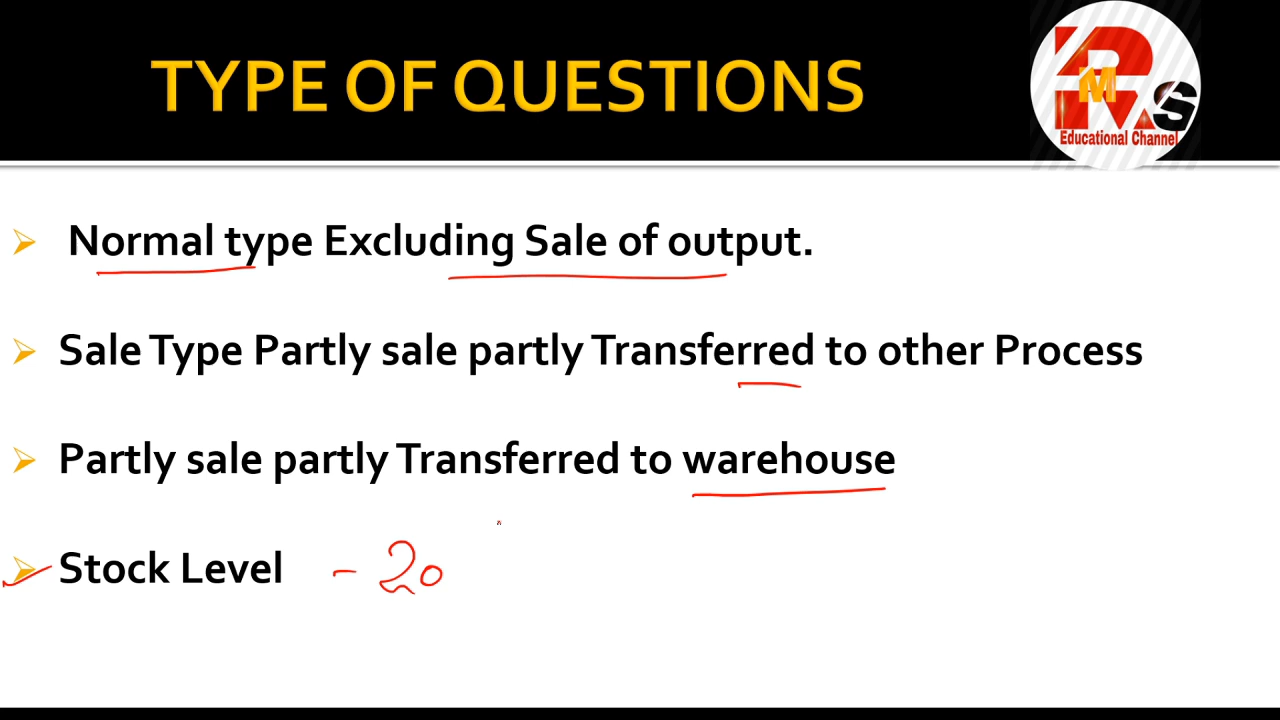 TYPE OF QUESTIONS
M
s
Educational Channel
Normal type Excluding Sale of output.
Sale Type Partly sale partly Transferred to other Process
Partly sale partly Transferred to warehouse
Stock Level - 20